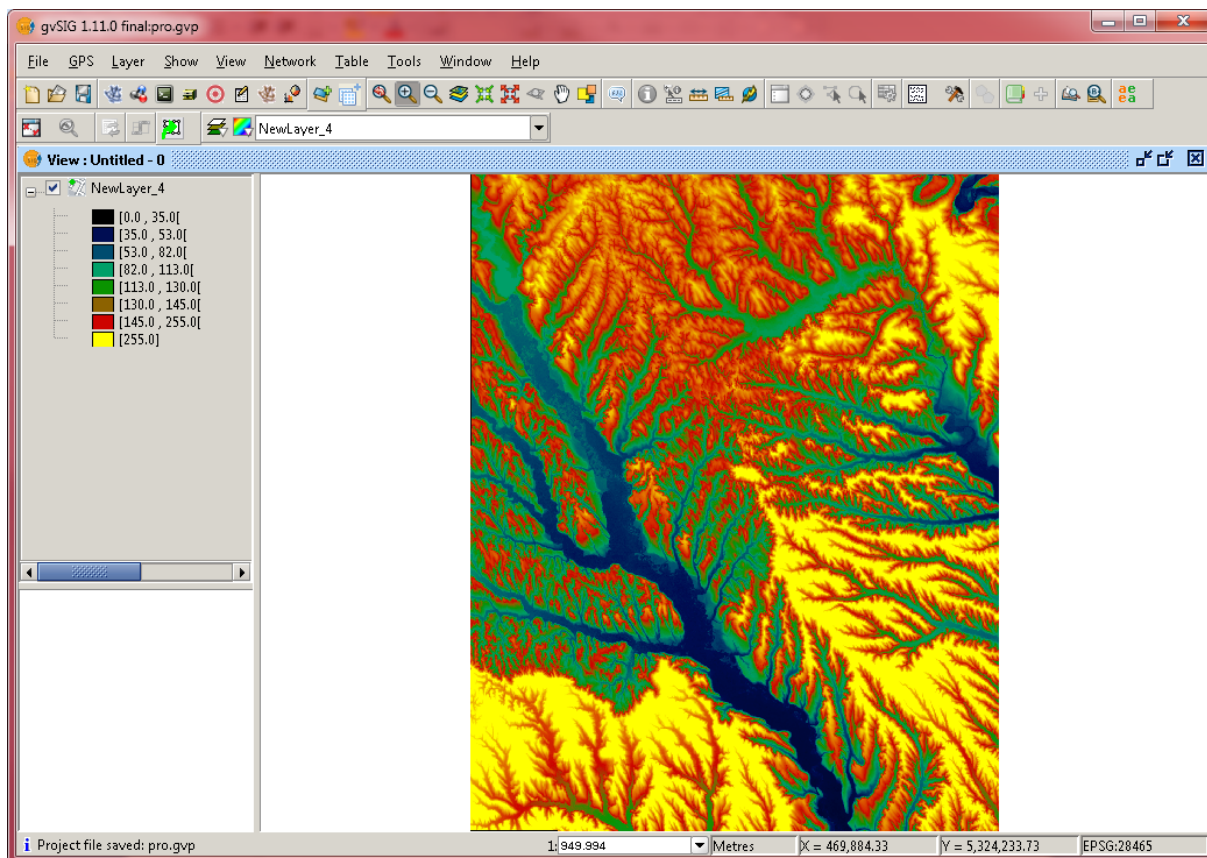 gvSIG 1.11.0 final:pro.gvp
File GPS Layer Show View Network Table Tools Window Help
NewLayer_4
View : Untitled - 0
NewLayer_4
[0.0 , 35.0[
[35.0 , 53.0[
[53.0 , 82.0[
[82.0 , 113.0[
[113.0 , 130.0[
[130.0 , 145.0[
[145.0 , 255.0[
[255.0]
Project file saved: pro.gvp 1: 949.994 Metres X = 469,884.33 Y = 5,324,233.73 EPSG:28465